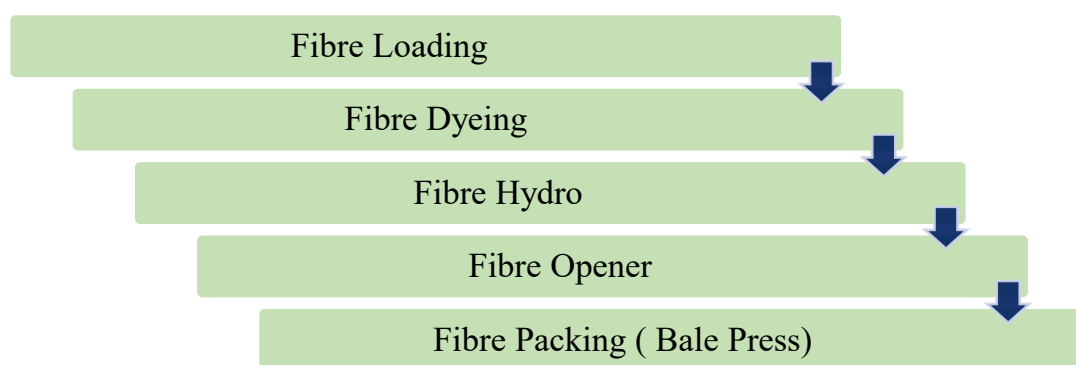 Fibre Loading
Fibre Dyeing
Fibre Hydro
Fibre Opener
Fibre Packing ( Bale Press)